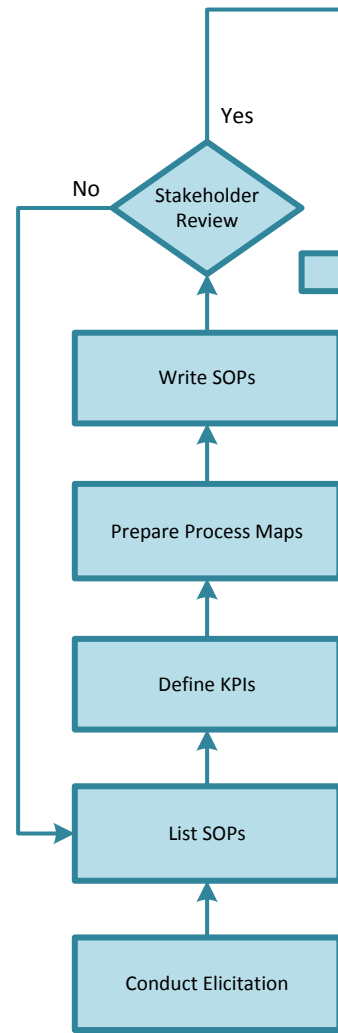 Yes
No
Stakeholder
Review
Write SOPs
Prepare Process Maps
Define KPIs
List SOPs
Conduct Elicitation